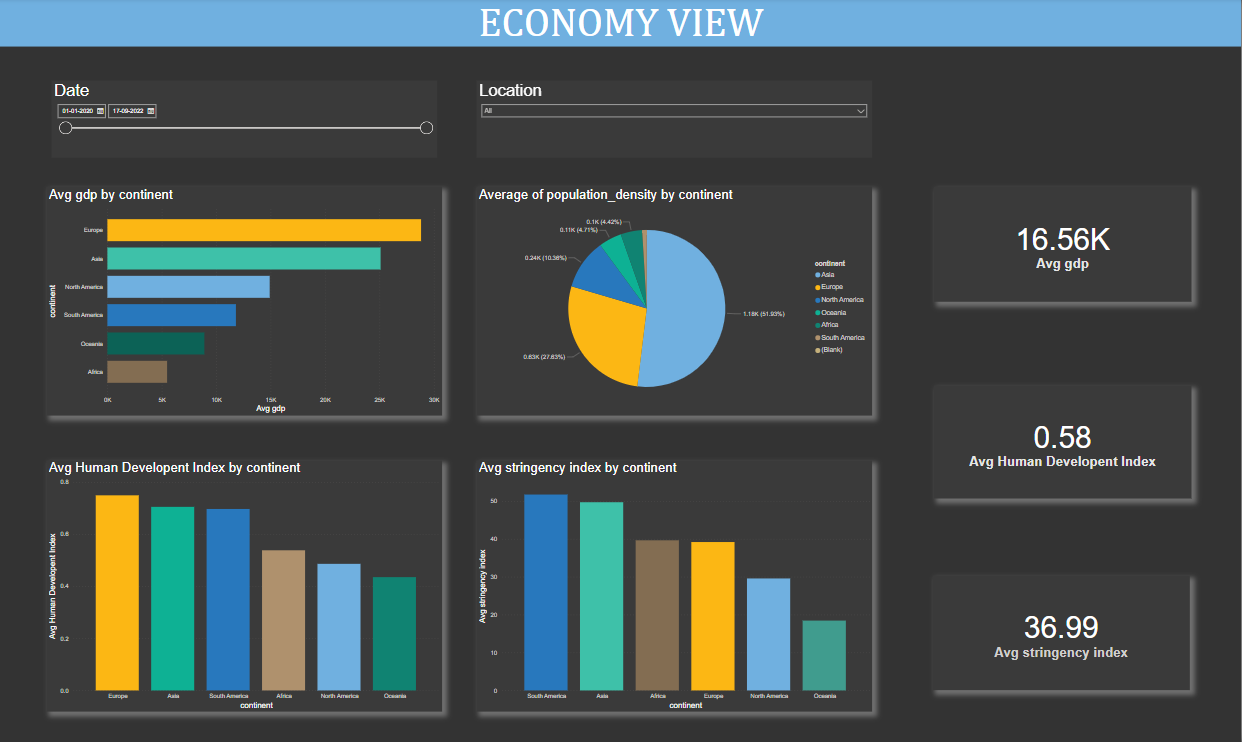 ECONOMY VIEW
Date
01-01-2020
17-09-2022
Location
All
Avg gdp by continent
continent
Europe
Asia
North America
South America
Oceania
Africa
0K 5K 10K 15K 20K 25K 30K
Avg gdp
Average of population_density by continent
0.1K (4.42%)
0.11K (4.71%)
0.24K (10.36%)
0.63K (27.63%)
1.18K (51.93%)
continent
Asia
Europe
North America
Oceania
Africa
South America
(Blank)
16.56K
Avg gdp
0.58
Avg Human Developent Index
36.99
Avg stringency index
Avg Human Developent Index by continent
Avg Human Developent Index
0.8
0.6
0.4
0.2
0.0
Europe Asia South America Africa North America Oceania
continent
Avg stringency index by continent
Avg stringency index
50
40
30
20
10
0
South America Asia Africa Europe North America Oceania
continent